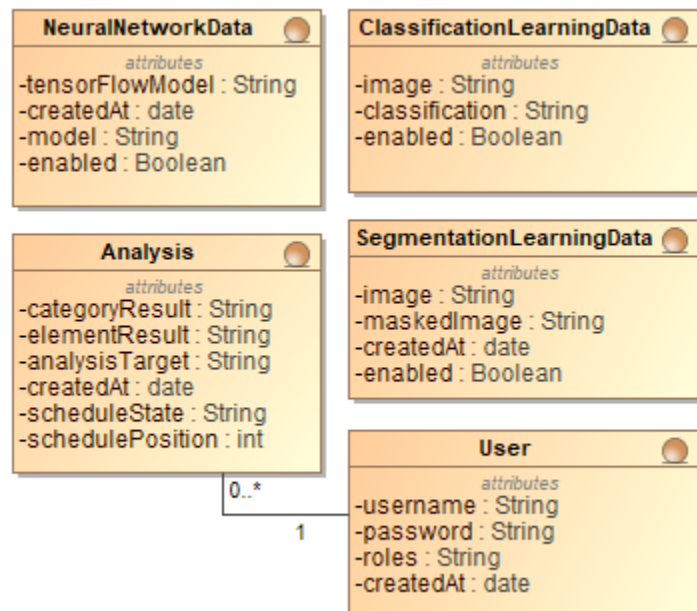 NeuralNetworkData
attributes
-tensorFlowModel : String
-createdAt : date
-model : String
-enabled : Boolean
ClassificationLearningData
attributes
-image : String
-classification : String
-enabled : Boolean
Analysis
attributes
-categoryResult : String
-elementResult : String
-analysisTarget : String
-createdAt : date
-scheduleState : String
-schedulePosition : int
SegmentationLearningData
attributes
-image : String
-maskedImage : String
-createdAt : date
-enabled : Boolean
0..*
1
User
attributes
-username : String
-password : String
-roles : String
-createdAt : date